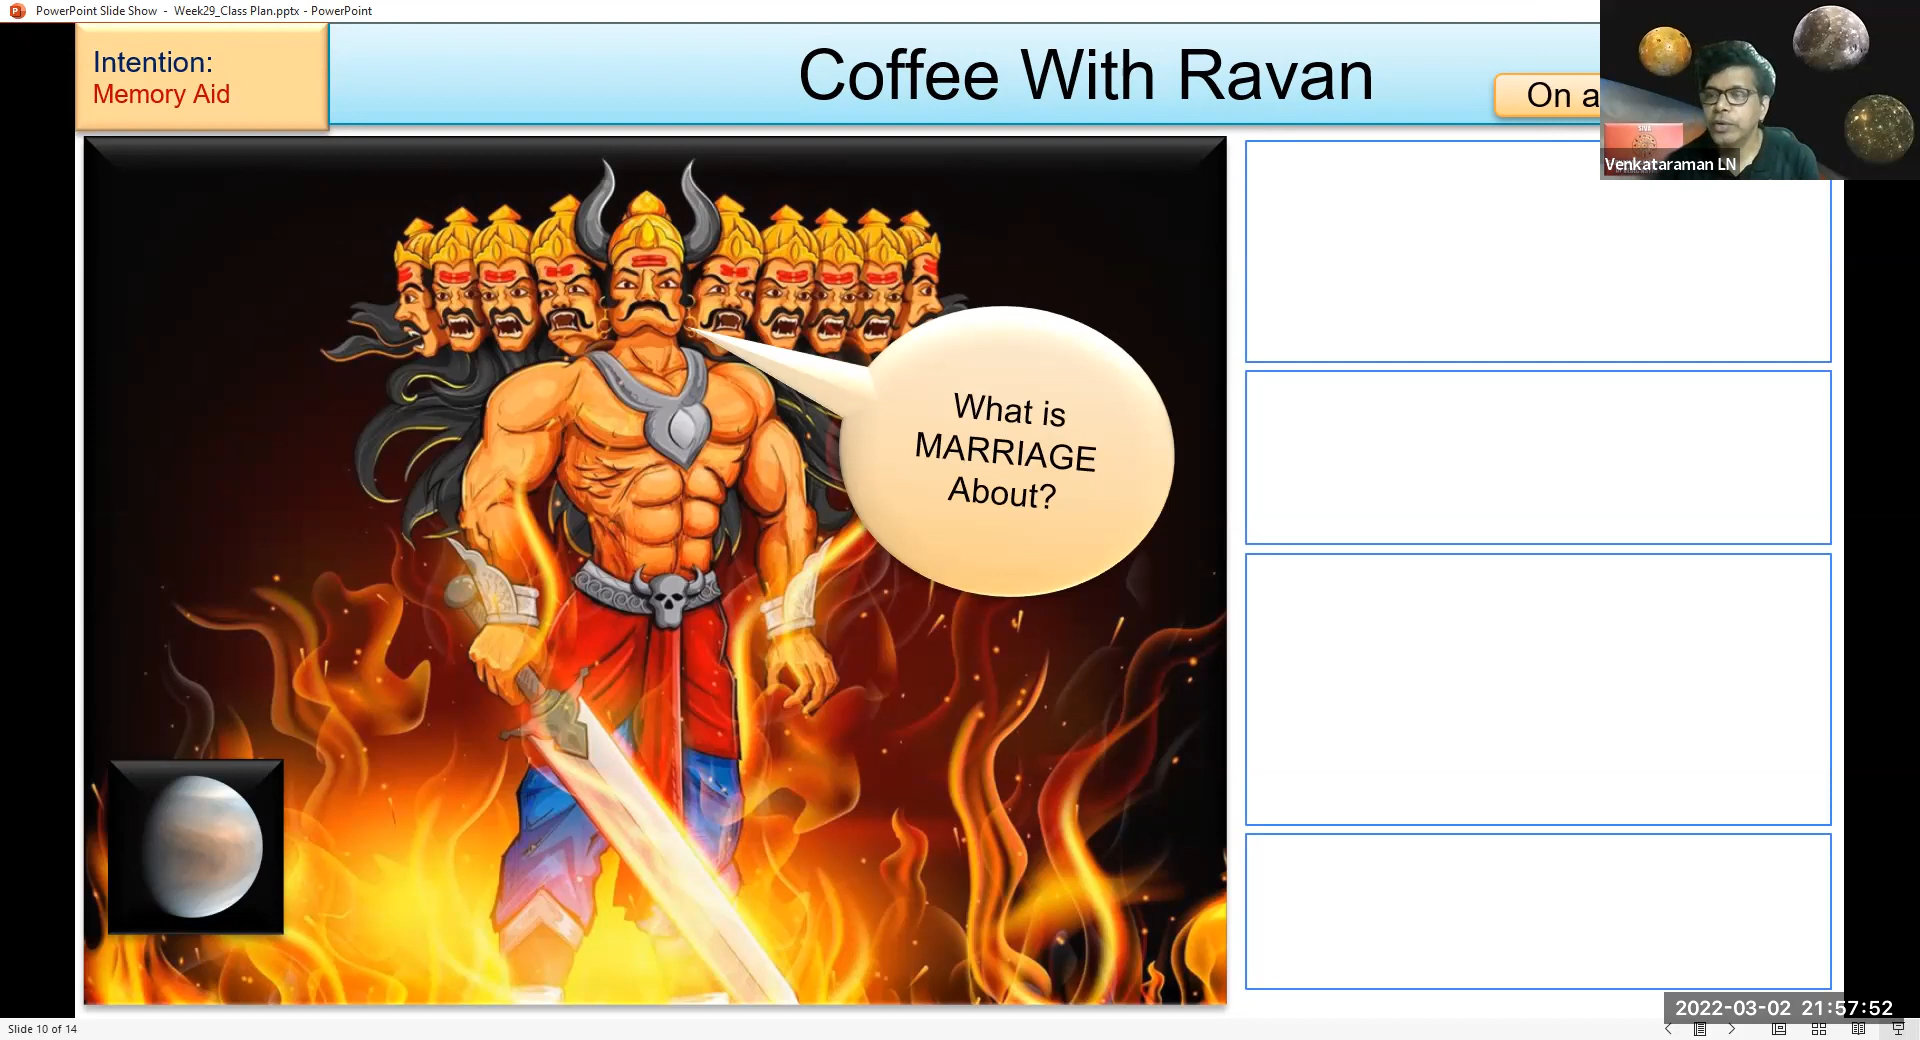 PowerPoint Slide Show - Week29_Class Plan.pptx - PowerPoint
Intention:
Memory Aid
Coffee With Ravan
On a
SIVA
Venkataraman LN
What is
MARRIAGE
About?
2022-03-02 21:57:52
Slide 10 of 14